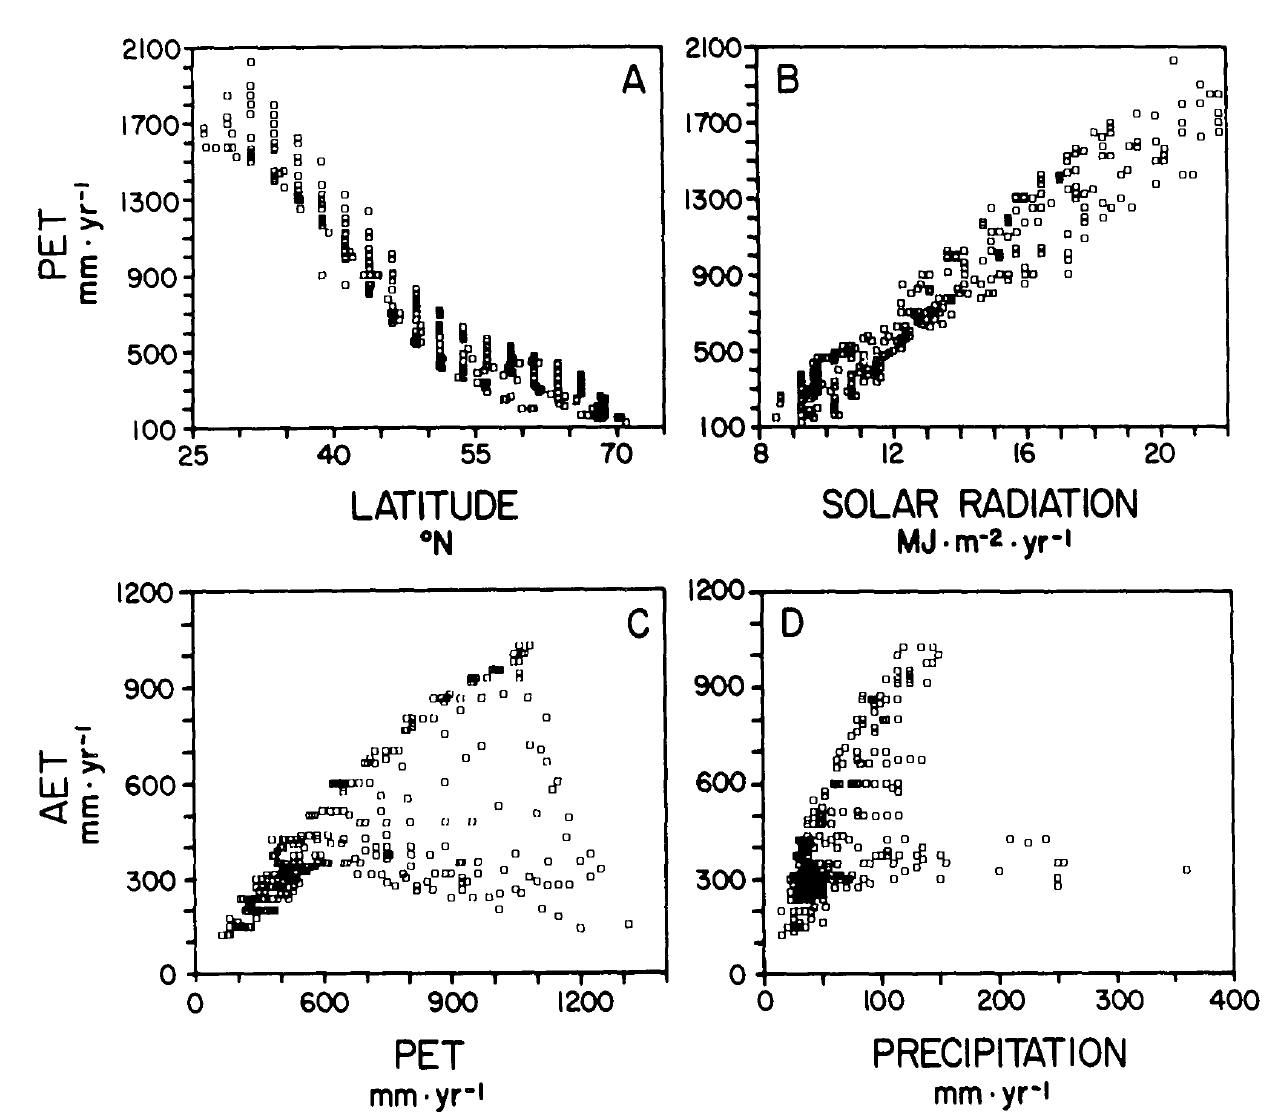 2100
1700
1300
900
500
100
PET
mm·yr⁻¹
A
25 40 55 70
LATITUDE
°N
2100
1700
1300
900
500
100
B
8 12 16 20
SOLAR RADIATION
MJ·m⁻²·yr⁻¹
1200
900
600
300
0
AET
mm·yr⁻¹
C
0 600 900 1200
PET
mm·yr⁻¹
1200
900
600
300
0
D
0 100 200 300 400
PRECIPITATION
mm·yr⁻¹